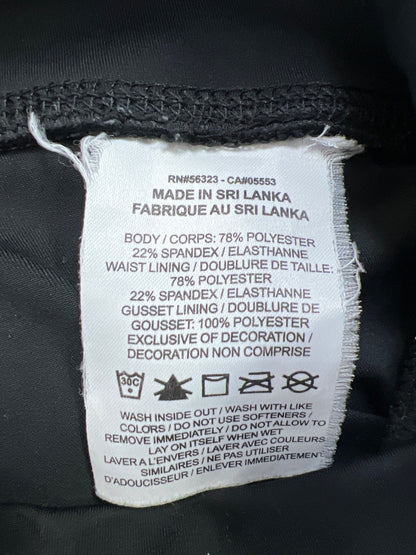 RN#56323 - CA#05553
MADE IN SRI LANKA
FABRIQUE AU SRI LANKA
BODY / CORPS: 78% POLYESTER
22% SPANDEX / ELASTHANNE
WAIST LINING / DOUBLURE DE TAILLE:
78% POLYESTER
22% SPANDEX / ELASTHANNE
GUSSET LINING / DOUBLURE DE
GOUSSET: 100% POLYESTER
EXCLUSIVE OF DECORATION /
DECORATION NON COMPRISE
30C
WASH INSIDE OUT / WASH WITH LIKE
COLORS / DO NOT USE SOFTENERS /
REMOVE IMMEDIATELY / DO NOT ALLOW TO
LAY ON ITSELF WHEN WET
LAVER A L'ENVERS / LAVER AVEC COULEURS
SIMILAIRES / NE PAS UTILISER
D'ADOUCISSEUR / ENLEVER IMMEDIATEMENT